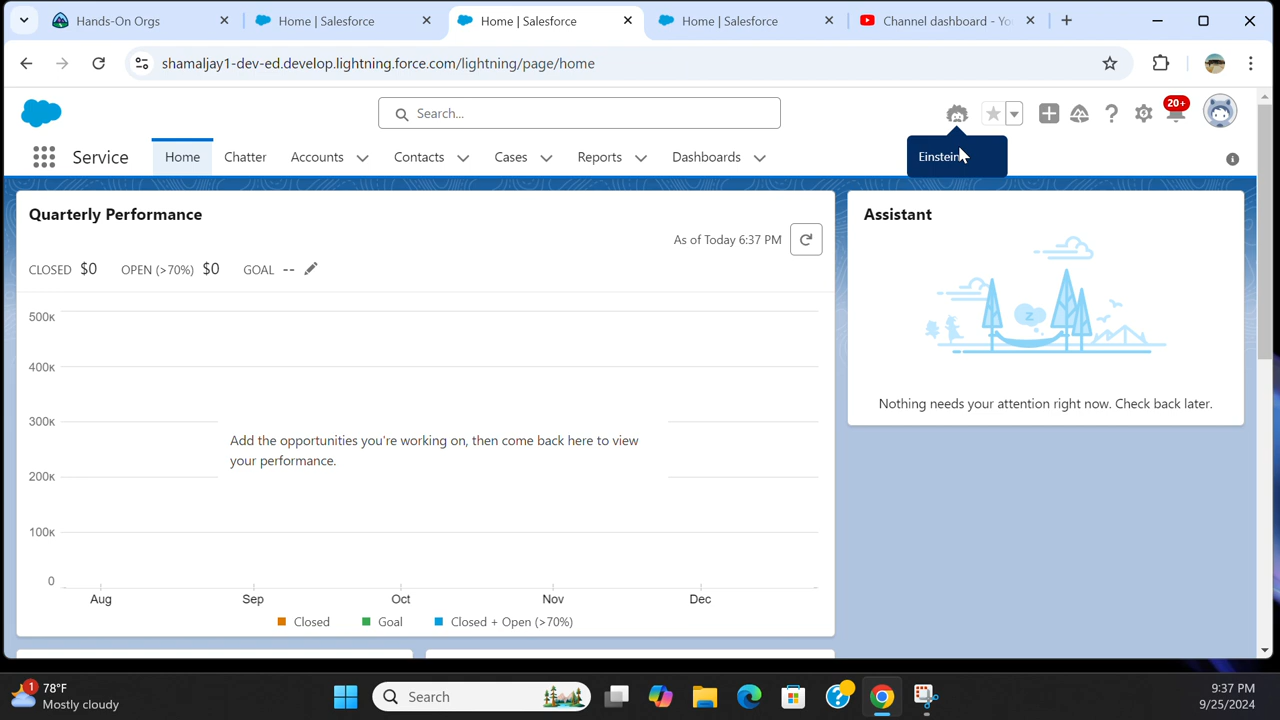 Hands-On Orgs
Home | Salesforce
Home | Salesforce
Home | Salesforce
Channel dashboard - Yo
shamaljay1-dev-ed.develop.lightning.force.com/lightning/page/home
Search...
20+
Service
Home
Chatter
Accounts
Contacts
Cases
Reports
Dashboards
Einstein
Quarterly Performance
As of Today 6:37 PM
CLOSED $0 OPEN (>70%) $0 GOAL --
500K
400K
300K
200K
100K
0
Add the opportunities you're working on, then come back here to view
your performance.
Aug Sep Oct Nov Dec
Closed Goal Closed + Open (>70%)
Assistant
z
Nothing needs your attention right now. Check back later.
1
78°F
Mostly cloudy
Search
9:37 PM
9/25/2024